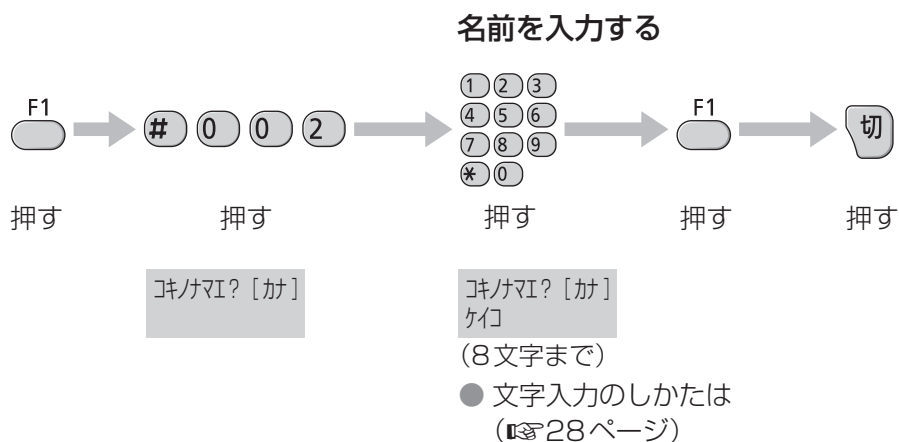 名前を入力する
F1
# 0 0 2
1 2 3
4 5 6
7 8 9
* 0
F1
切
押す
押す
押す
押す
押す
コキノナマエ? [カナ]
コキノナマエ? [カナ]
ケイコ
(8文字まで)
● 文字入力のしかたは
(☞28ページ)